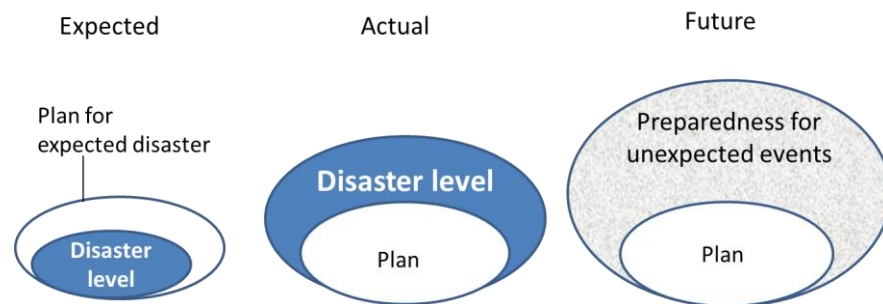 Expected
Actual
Future
Plan for
expected disaster
Disaster
level
Disaster level
Plan
Preparedness for
unexpected events
Plan